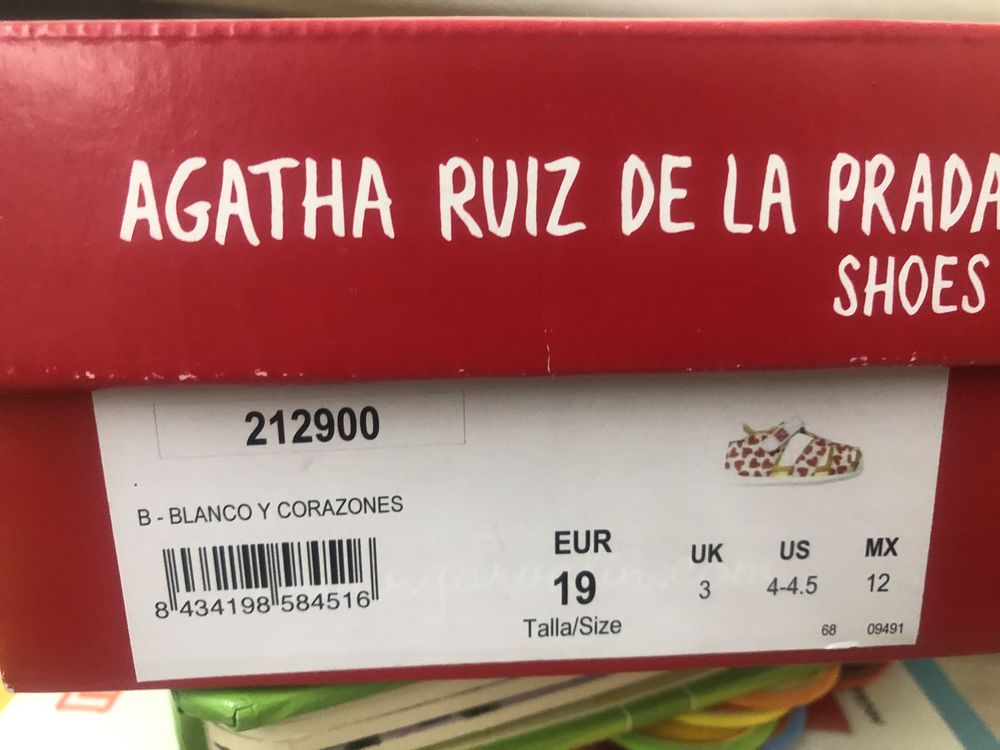 AGATHA RUIZ DE LA PRADA
SHOES
212900
B - BLANCO Y CORAZONES
8 434198 584516
EUR UK US MX
19 3 4-4.5 12
Talla/Size
68 09491